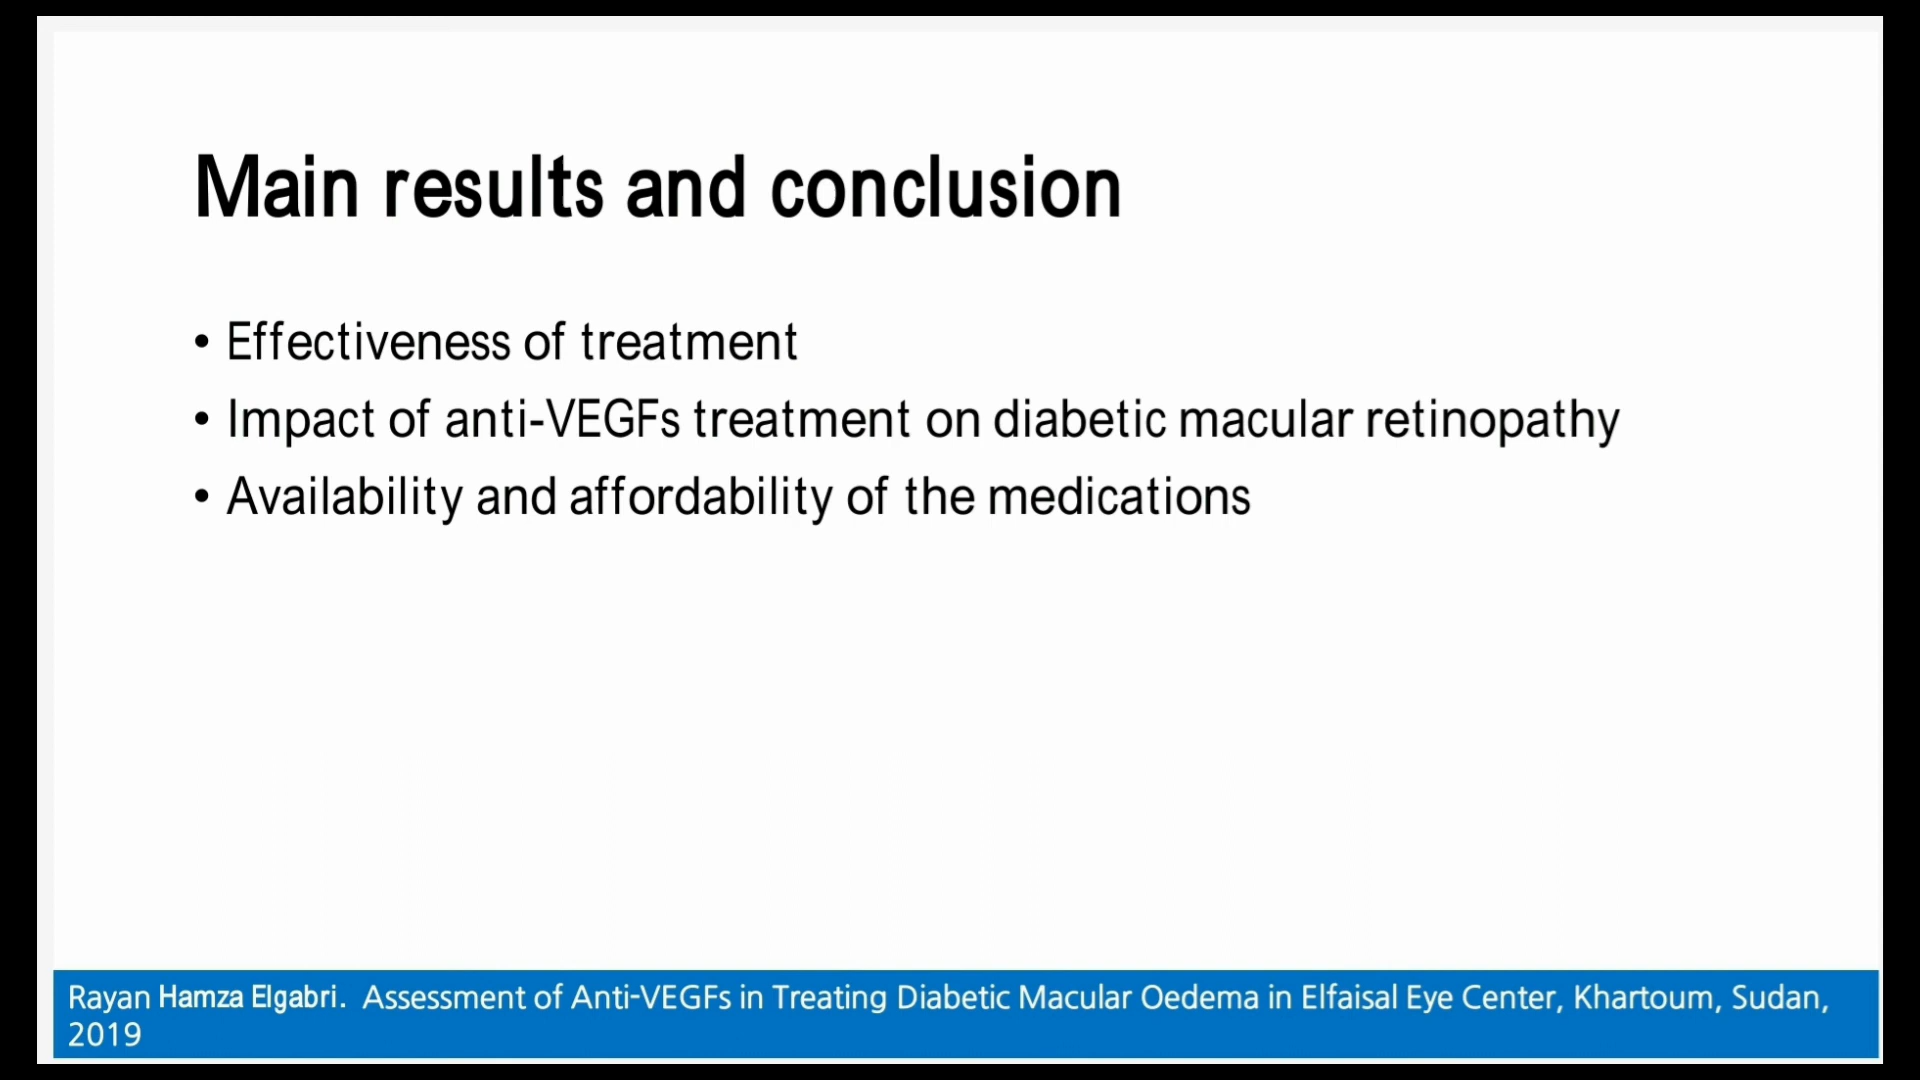 Main results and conclusion
• Effectiveness of treatment
• Impact of anti-VEGFs treatment on diabetic macular retinopathy
• Availability and affordability of the medications
Rayan Hamza Elgabri. Assessment of Anti-VEGFs in Treating Diabetic Macular Oedema in Elfaisal Eye Center, Khartoum, Sudan,
2019